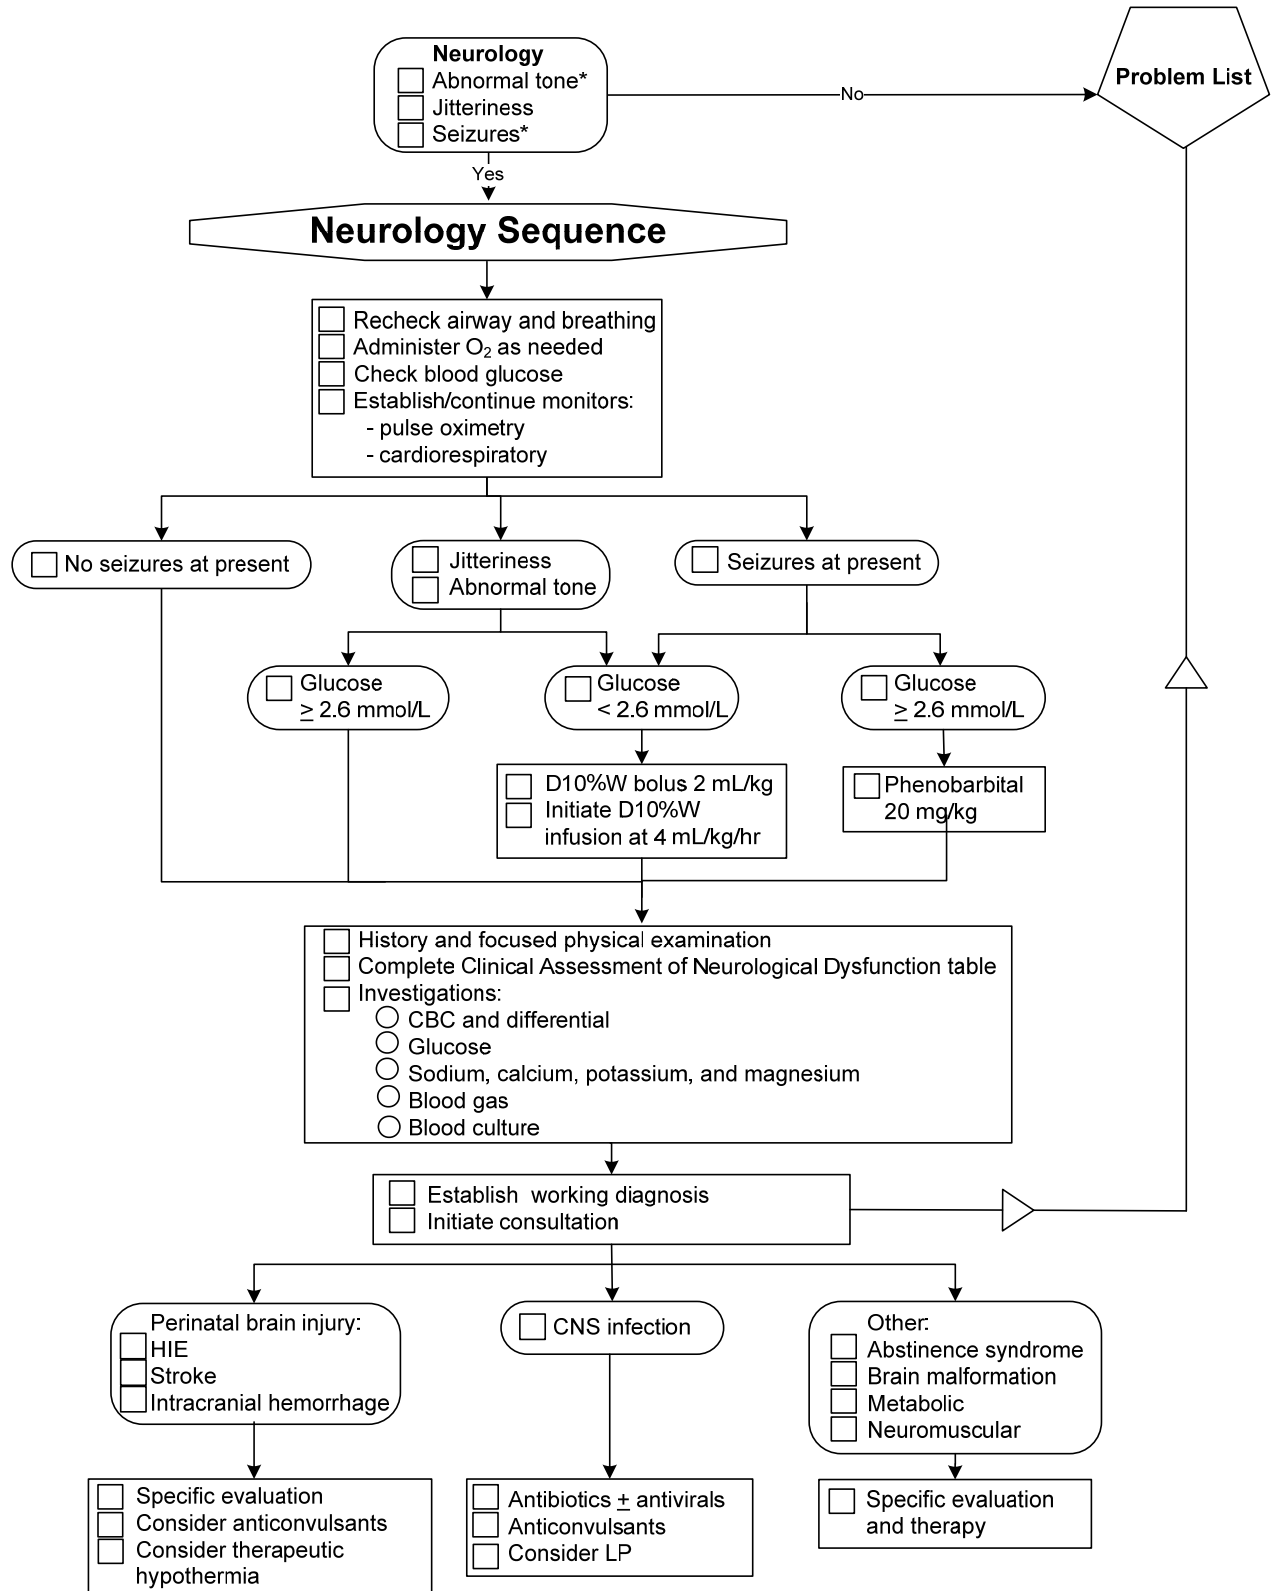 Neurology
Abnormal tone*
Jitteriness
Seizures*
No
Problem List
Yes
Neurology Sequence
Recheck airway and breathing
Administer O₂ as needed
Check blood glucose
Establish/continue monitors:
- pulse oximetry
- cardiorespiratory
No seizures at present
Jitteriness
Abnormal tone
Seizures at present
Glucose
≥ 2.6 mmol/L
Glucose
< 2.6 mmol/L
Glucose
≥ 2.6 mmol/L
D10%W bolus 2 mL/kg
Initiate D10%W
infusion at 4 mL/kg/hr
Phenobarbital
20 mg/kg
History and focused physical examination
Complete Clinical Assessment of Neurological Dysfunction table
Investigations:
CBC and differential
Glucose
Sodium, calcium, potassium, and magnesium
Blood gas
Blood culture
Establish working diagnosis
Initiate consultation
Perinatal brain injury:
HIE
Stroke
Intracranial hemorrhage
CNS infection
Other:
Abstinence syndrome
Brain malformation
Metabolic
Neuromuscular
Specific evaluation
Consider anticonvulsants
Consider therapeutic
hypothermia
Antibiotics ± antivirals
Anticonvulsants
Consider LP
Specific evaluation
and therapy